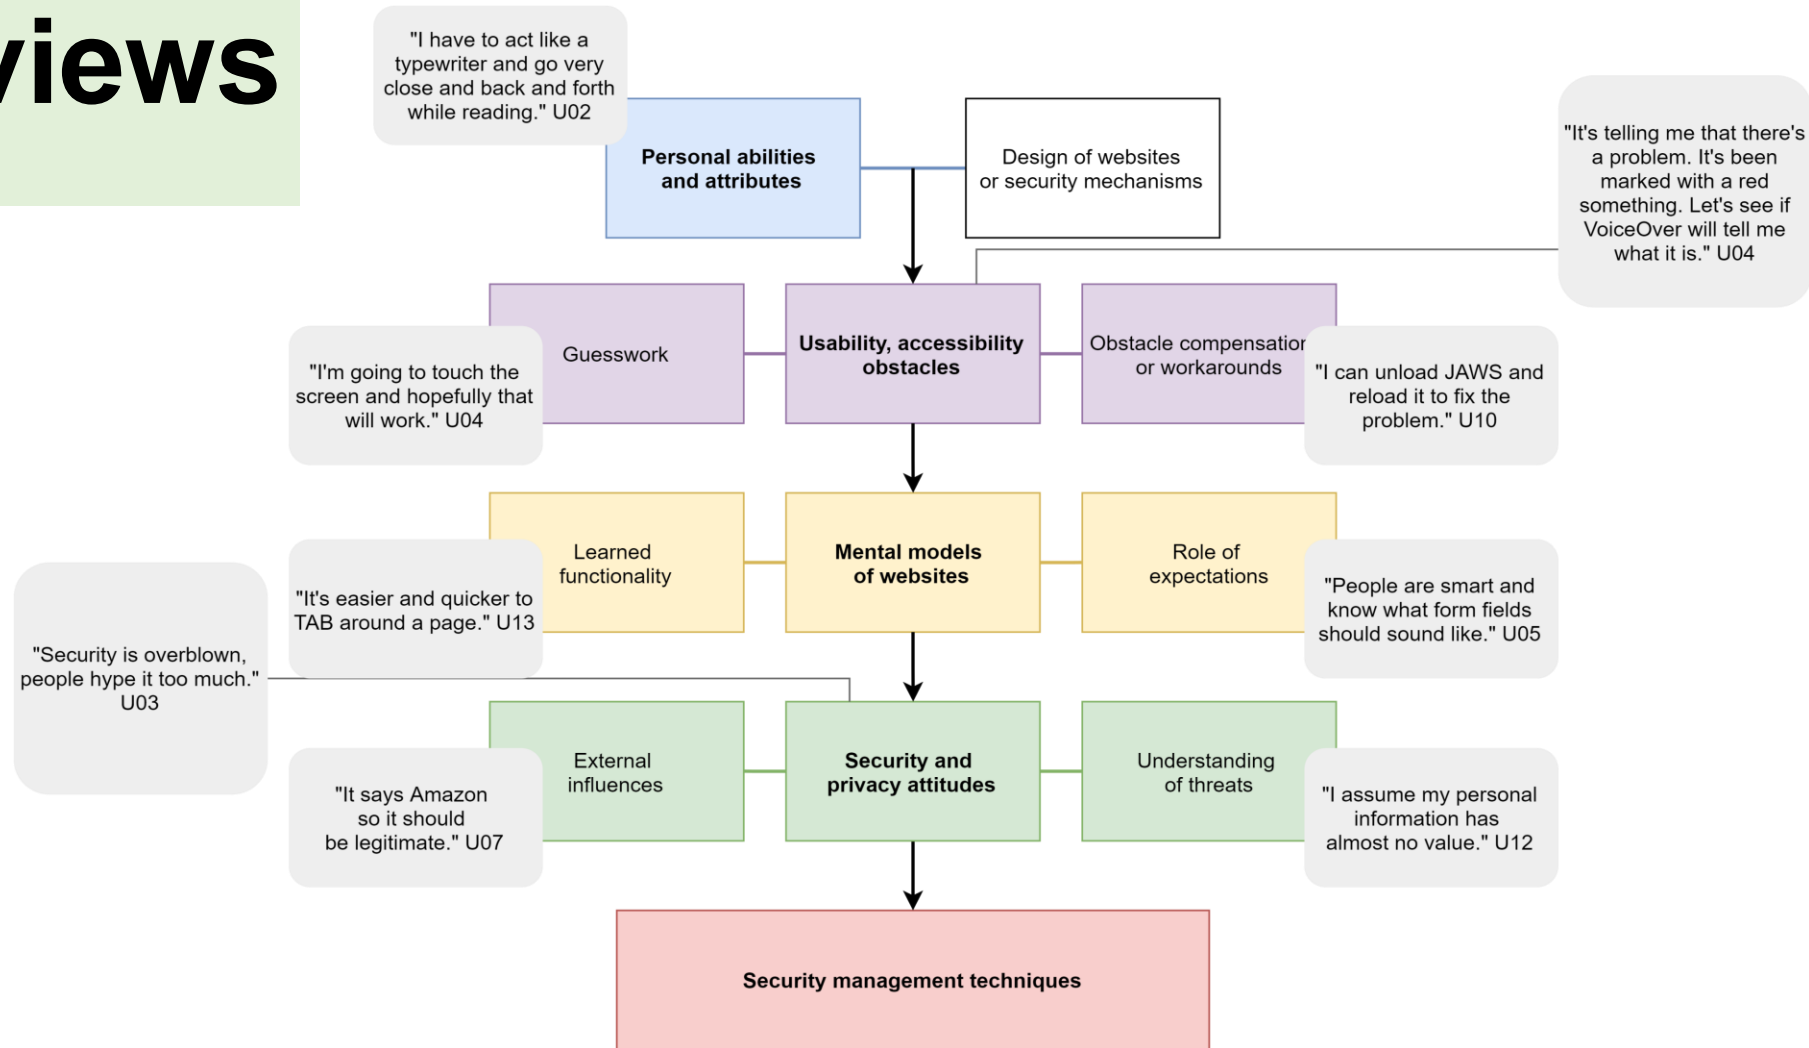 views
"I have to act like a
typewriter and go very
close and back and forth
while reading." U02
Personal abilities
and attributes
Design of websites
or security mechanisms
"It's telling me that there's
a problem. It's been
marked with a red
something. Let's see if
VoiceOver will tell me
what it is." U04
Guesswork
"I'm going to touch the
screen and hopefully that
will work." U04
Usability, accessibility
obstacles
Obstacle compensation
or workarounds
"I can unload JAWS and
reload it to fix the
problem." U10
Learned
functionality
"It's easier and quicker to
TAB around a page." U13
Mental models
of websites
Role of
expectations
"People are smart and
know what form fields
should sound like." U05
"Security is overblown,
people hype it too much."
U03
External
influences
"It says Amazon
so it should
be legitimate." U07
Security and
privacy attitudes
Understanding
of threats
"I assume my personal
information has
almost no value." U12
Security management techniques